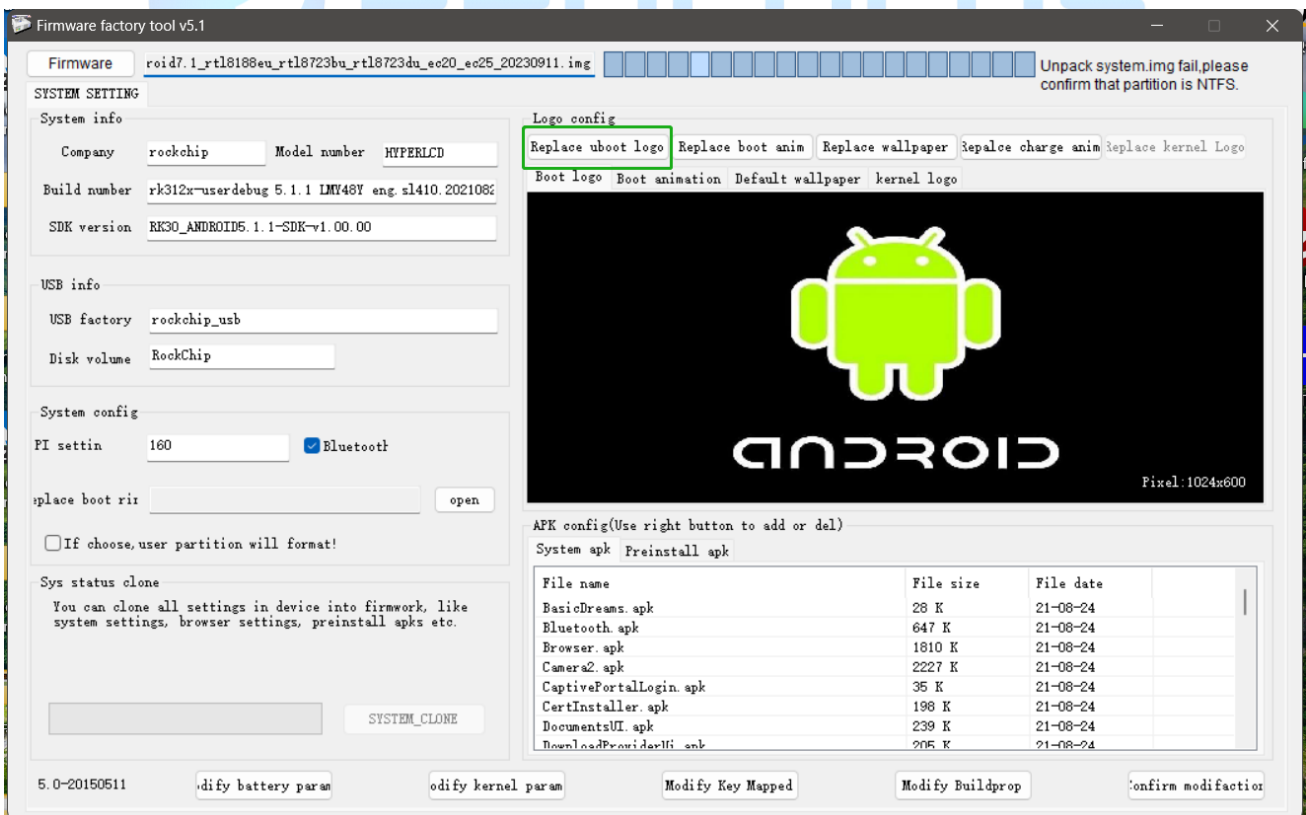 Firmware factory tool v5.1
Firmware
roid7.1_rtl8188eu_rtl8723bu_rtl8723du_ec20_ec25_20230911.img
Unpack system.img fail,please
confirm that partition is NTFS.
SYSTEM SETTING
System info
Company
rockchip
Model number
HYPERLCD
Build number
rk312x-userdebug 5.1.1 LMY48Y eng.sl410.202108
SDK version
RK30_ANDROID5.1.1-SDK-v1.00.00
USB info
USB factory
rockchip_usb
Disk volume
RockChip
System config
PI settin
160
Bluetooth
place boot ri
open
If choose,user partition will format!
Sys status clone
You can clone all settings in device into firmwork, like
system settings, browser settings, preinstall apks etc.
SYSTEM_CLONE
Logo config
Replace uboot logo
Replace boot anim
Replace wallpaper
Repalce charge anim
Replace kernel Logo
Boot logo
Boot animation
Default wallpaper
kernel logo
ANDROID
Pixel:1024x600
APK config(Use right button to add or del)
System apk
Preinstall apk
File name File size File date
BasicDreams.apk 28 K 21-08-24
Bluetooth.apk 647 K 21-08-24
Browser.apk 1810 K 21-08-24
Camera2.apk 2227 K 21-08-24
CaptivePortalLogin.apk 35 K 21-08-24
CertInstaller.apk 198 K 21-08-24
DocumentsUI.apk 239 K 21-08-24
DownloadProviderUi.apk 205 K 21-08-24
5.0-20150511
dify battery param
odify kernel param
Modify Key Mapped
Modify Buildprop
onfirm modifaction